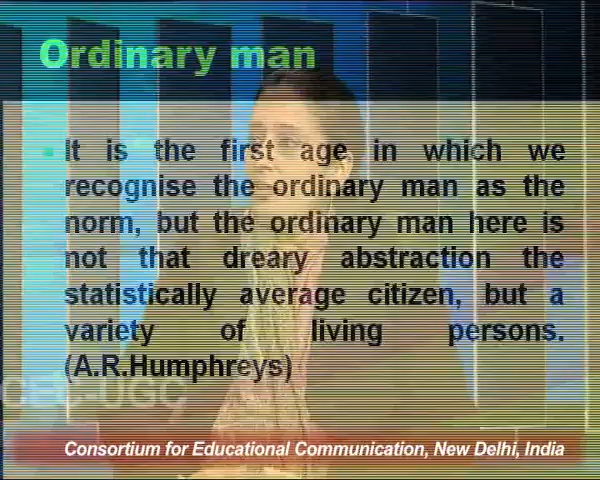 Ordinary man
It is the first age in which we
recognise the ordinary man as the
norm, but the ordinary man here is
not that dreary abstraction the
statistically average citizen, but a
variety of living persons.
(A.R.Humphreys)
CEC-UGC
Consortium for Educational Communication, New Delhi, India